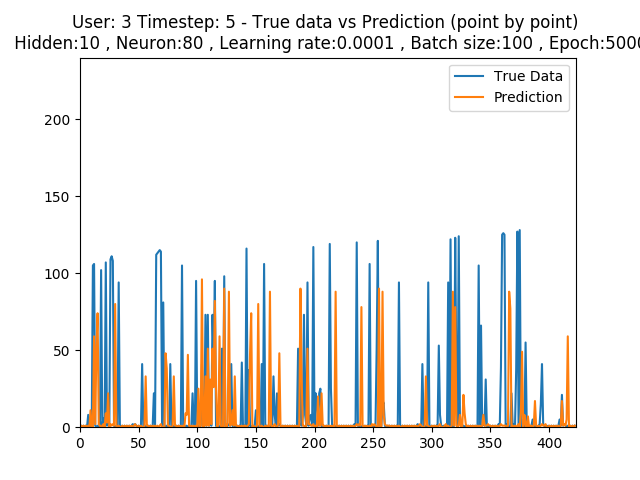 User: 3 Timestep: 5 - True data vs Prediction (point by point)
Hidden:10 , Neuron:80 , Learning rate:0.0001 , Batch size:100 , Epoch:5000
True Data
Prediction
200
150
100
50
0
0 50 100 150 200 250 300 350 400